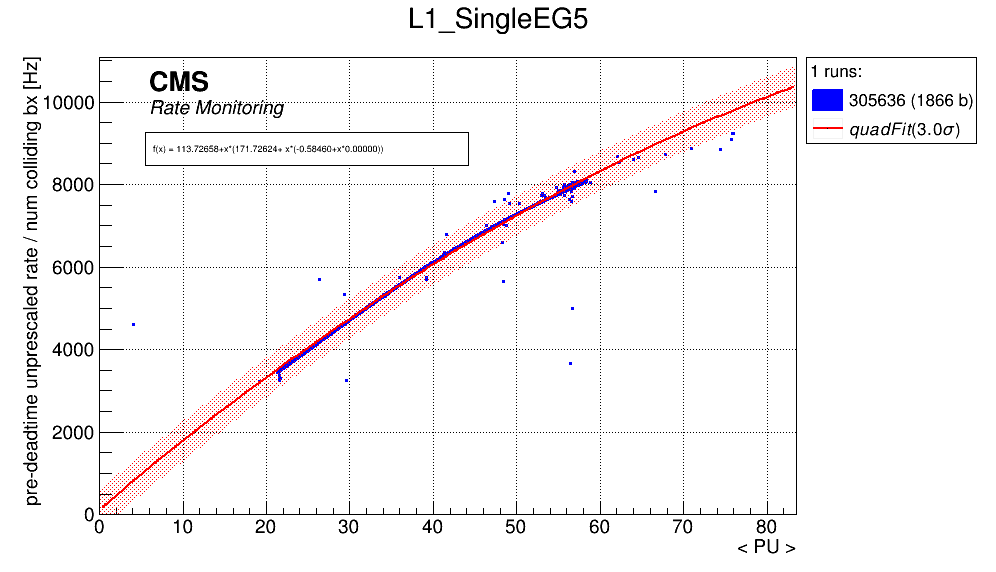 L1_SingleEG5
pre-deadtime unprescaled rate / num colliding bx [Hz]
CMS
Rate Monitoring
f(x) = 113.72658+x*(171.72624+ x*(-0.58460+x*0.00000))
10000
8000
6000
4000
2000
0
0 10 20 30 40 50 60 70 80
< PU >
1 runs:
305636 (1866 b)
quadFit(3.0σ)